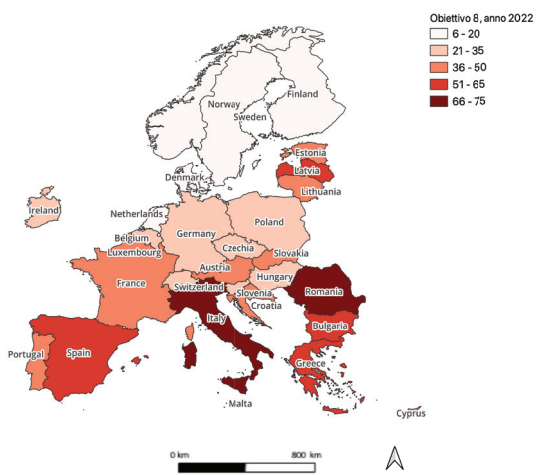 Obiettivo 8, anno 2022
6 - 20
21 - 35
36 - 50
51 - 65
66 - 75
Norway
Finland
Sweden
Estonia
Latvia
Lithuania
Denmark
Ireland
Netherlands
Belgium
Germany
Poland
Luxembourg
Czechia
Slovakia
France
Austria
Switzerland
Hungary
Slovenia
Croatia
Romania
Italy
Bulgaria
Portugal
Spain
Greece
Malta
Cyprus
0 km
800 km